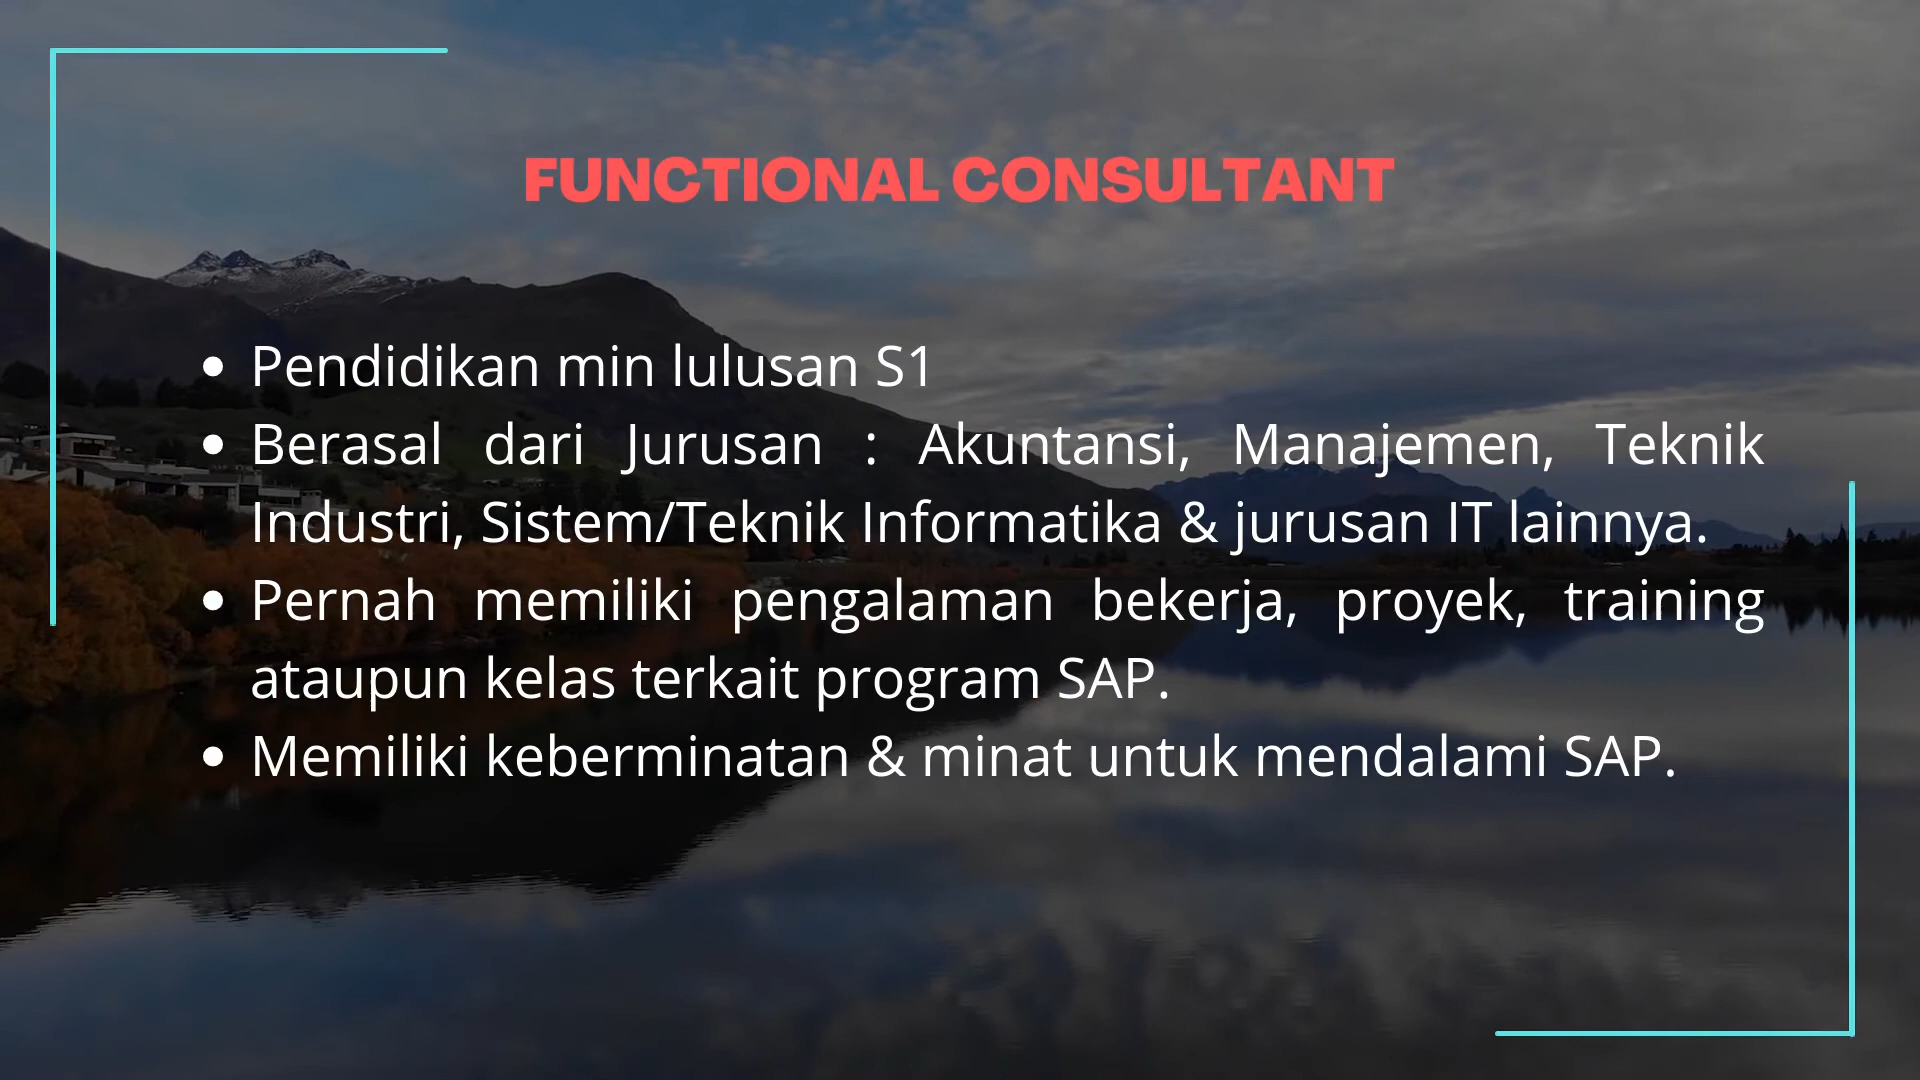 FUNCTIONAL CONSULTANT
• Pendidikan min lulusan S1
• Berasal dari Jurusan : Akuntansi, Manajemen, Teknik
Industri, Sistem/Teknik Informatika & jurusan IT lainnya.
• Pernah memiliki pengalaman bekerja, proyek, training
ataupun kelas terkait program SAP.
• Memiliki keberminatan & minat untuk mendalami SAP.